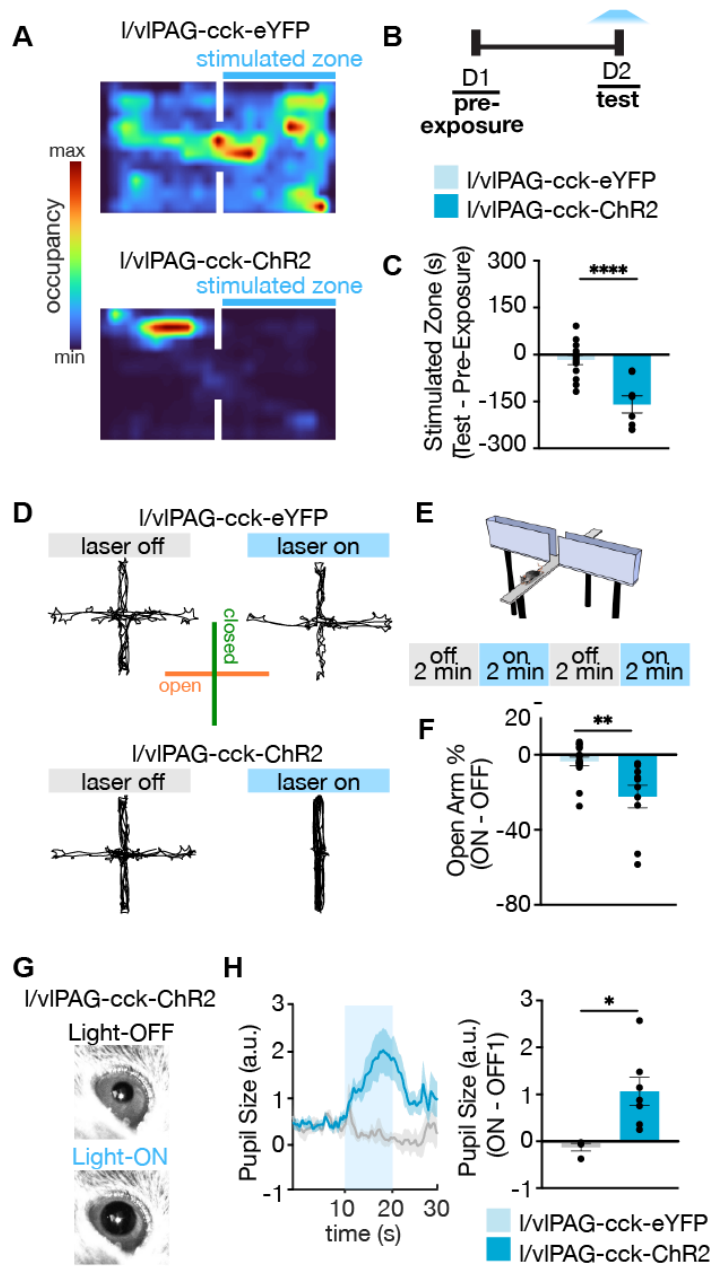 A
l/vlPAG-cck-eYFP
stimulated zone
max
occupancy
min
l/vlPAG-cck-ChR2
stimulated zone
B
D1
pre-
exposure
D2
test
l/vlPAG-cck-eYFP
l/vlPAG-cck-ChR2
C
Stimulated Zone (s)
(Test - Pre-Exposure)
300
150
0
-150
-300
****
D
l/vlPAG-cck-eYFP
laser off
laser on
closed
open
l/vlPAG-cck-ChR2
laser off
laser on
E
off
2 min
on
2 min
off
2 min
on
2 min
F
Open Arm %
(ON - OFF)
20
0
-40
-80
**
G
l/vlPAG-cck-ChR2
Light-OFF
Light-ON
H
Pupil Size (a.u.)
3
2
1
0
-1
10
20
30
time (s)
Pupil Size (a.u.)
(ON - OFF1)
3
2
1
0
-1
*
l/vlPAG-cck-eYFP
l/vlPAG-cck-ChR2